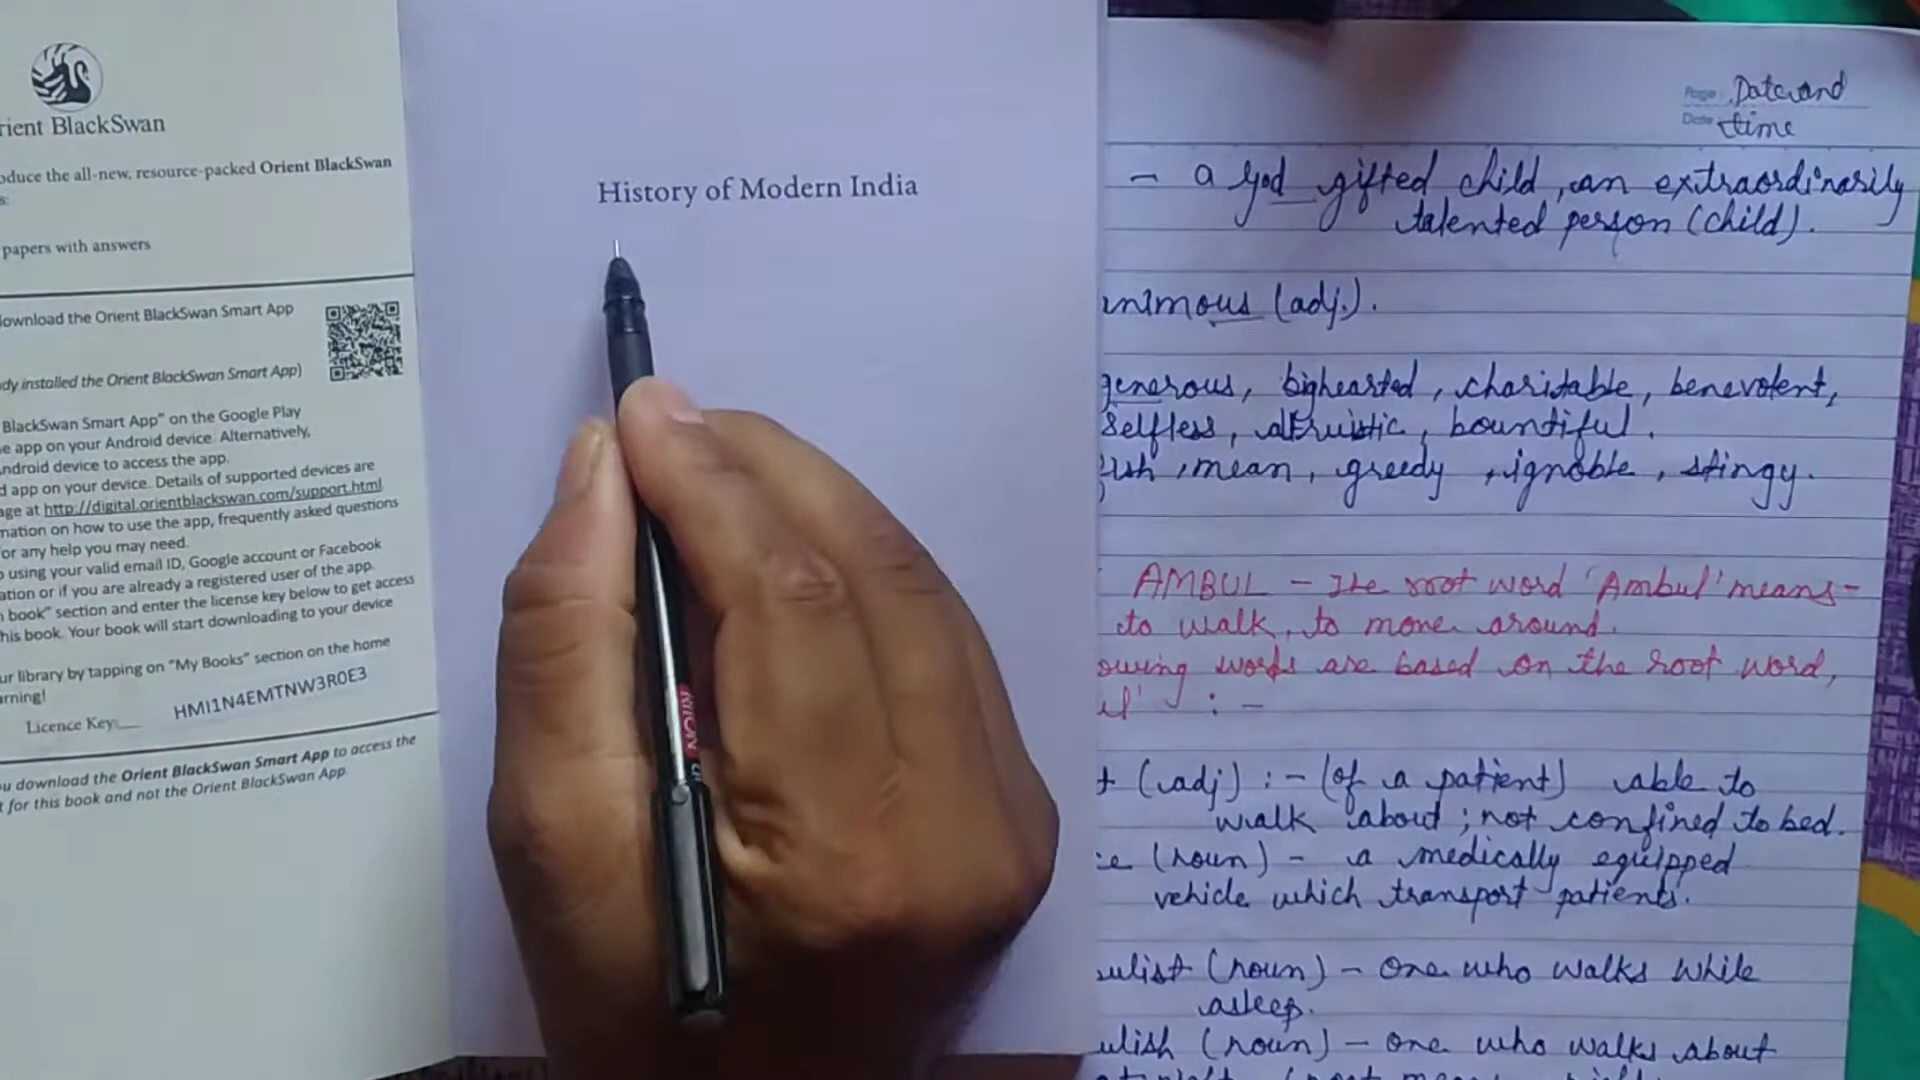 rient BlackSwan
oduce the all-new, resource-packed Orient BlackSwan
s:
papers with answers
ownload the Orient BlackSwan Smart App
dy installed the Orient BlackSwan Smart App)
BlackSwan Smart App" on the Google Play
e app on your Android device. Alternatively,
ndroid device to access the app.
d app on your device. Details of supported devices are
age at http://digital.orientblackswan.com/support.html
mation on how to use the app, frequently asked questions
or any help you may need.
o using your valid email ID, Google account or Facebook
ation or if you are already a registered user of the app.
n book" section and enter the license key below to get access
his book. Your book will start downloading to your device
ur library by tapping on "My Books" section on the home
arning!
Licence Key:__ HMI1N4EMTNW3R0E3
ou download the Orient BlackSwan Smart App to access the
t for this book and not the Orient BlackSwan App.
History of Modern India
Page: Date and
Date: time
- a god gifted child, an extraordinarily
talented person (child).
nimous (adj.).
generous, bighearted, charitable, benevolent,
selfless, altruistic, bountiful.
ish, mean, greedy, ignoble, stingy.
AMBUL - The root word 'Ambul' means-
to walk, to move around.
owing words are based on the root word,
ul' :-
t (adj) :- (of a patient) able to
walk about; not confined to bed.
ce (noun) - a medically equipped
vehicle which transport patients.
ulist (noun) - One who walks while
asleep.
ulish (noun) - one who walks about